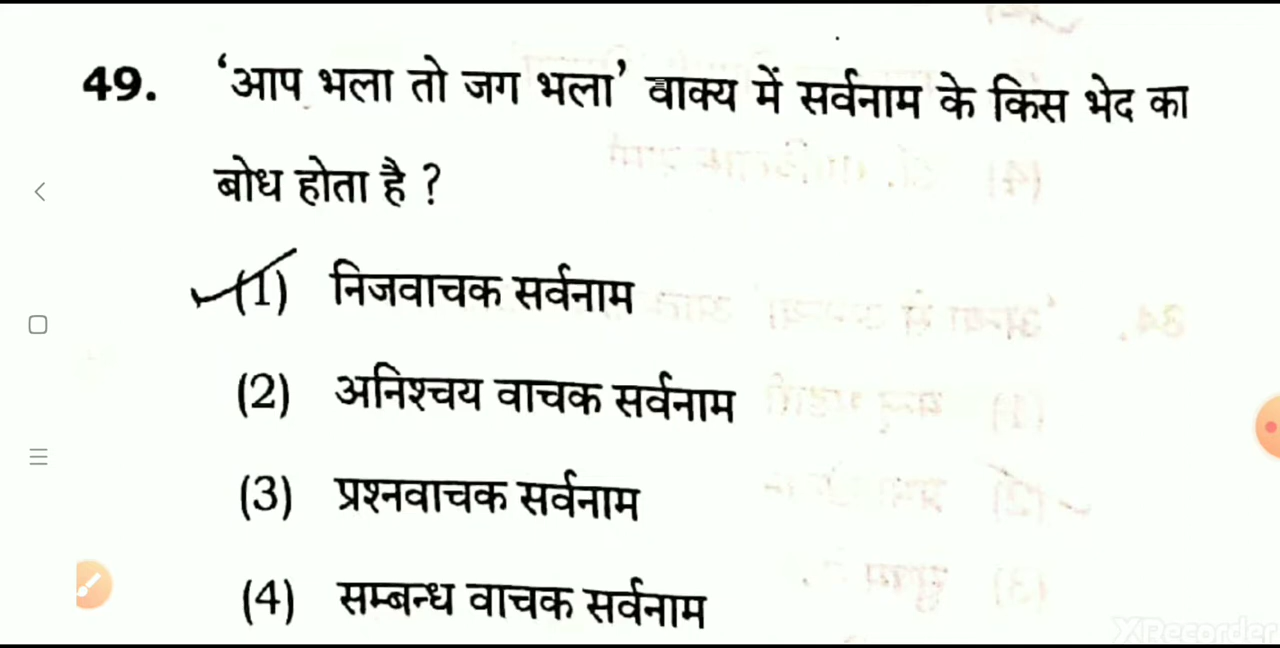 49. ‘आप भला तो जग भला’ वाक्य में सर्वनाम के किस भेद का
बोध होता है ?
(1) निजवाचक सर्वनाम
(2) अनिश्चय वाचक सर्वनाम
(3) प्रश्नवाचक सर्वनाम
(4) सम्बन्ध वाचक सर्वनाम
XRecorder